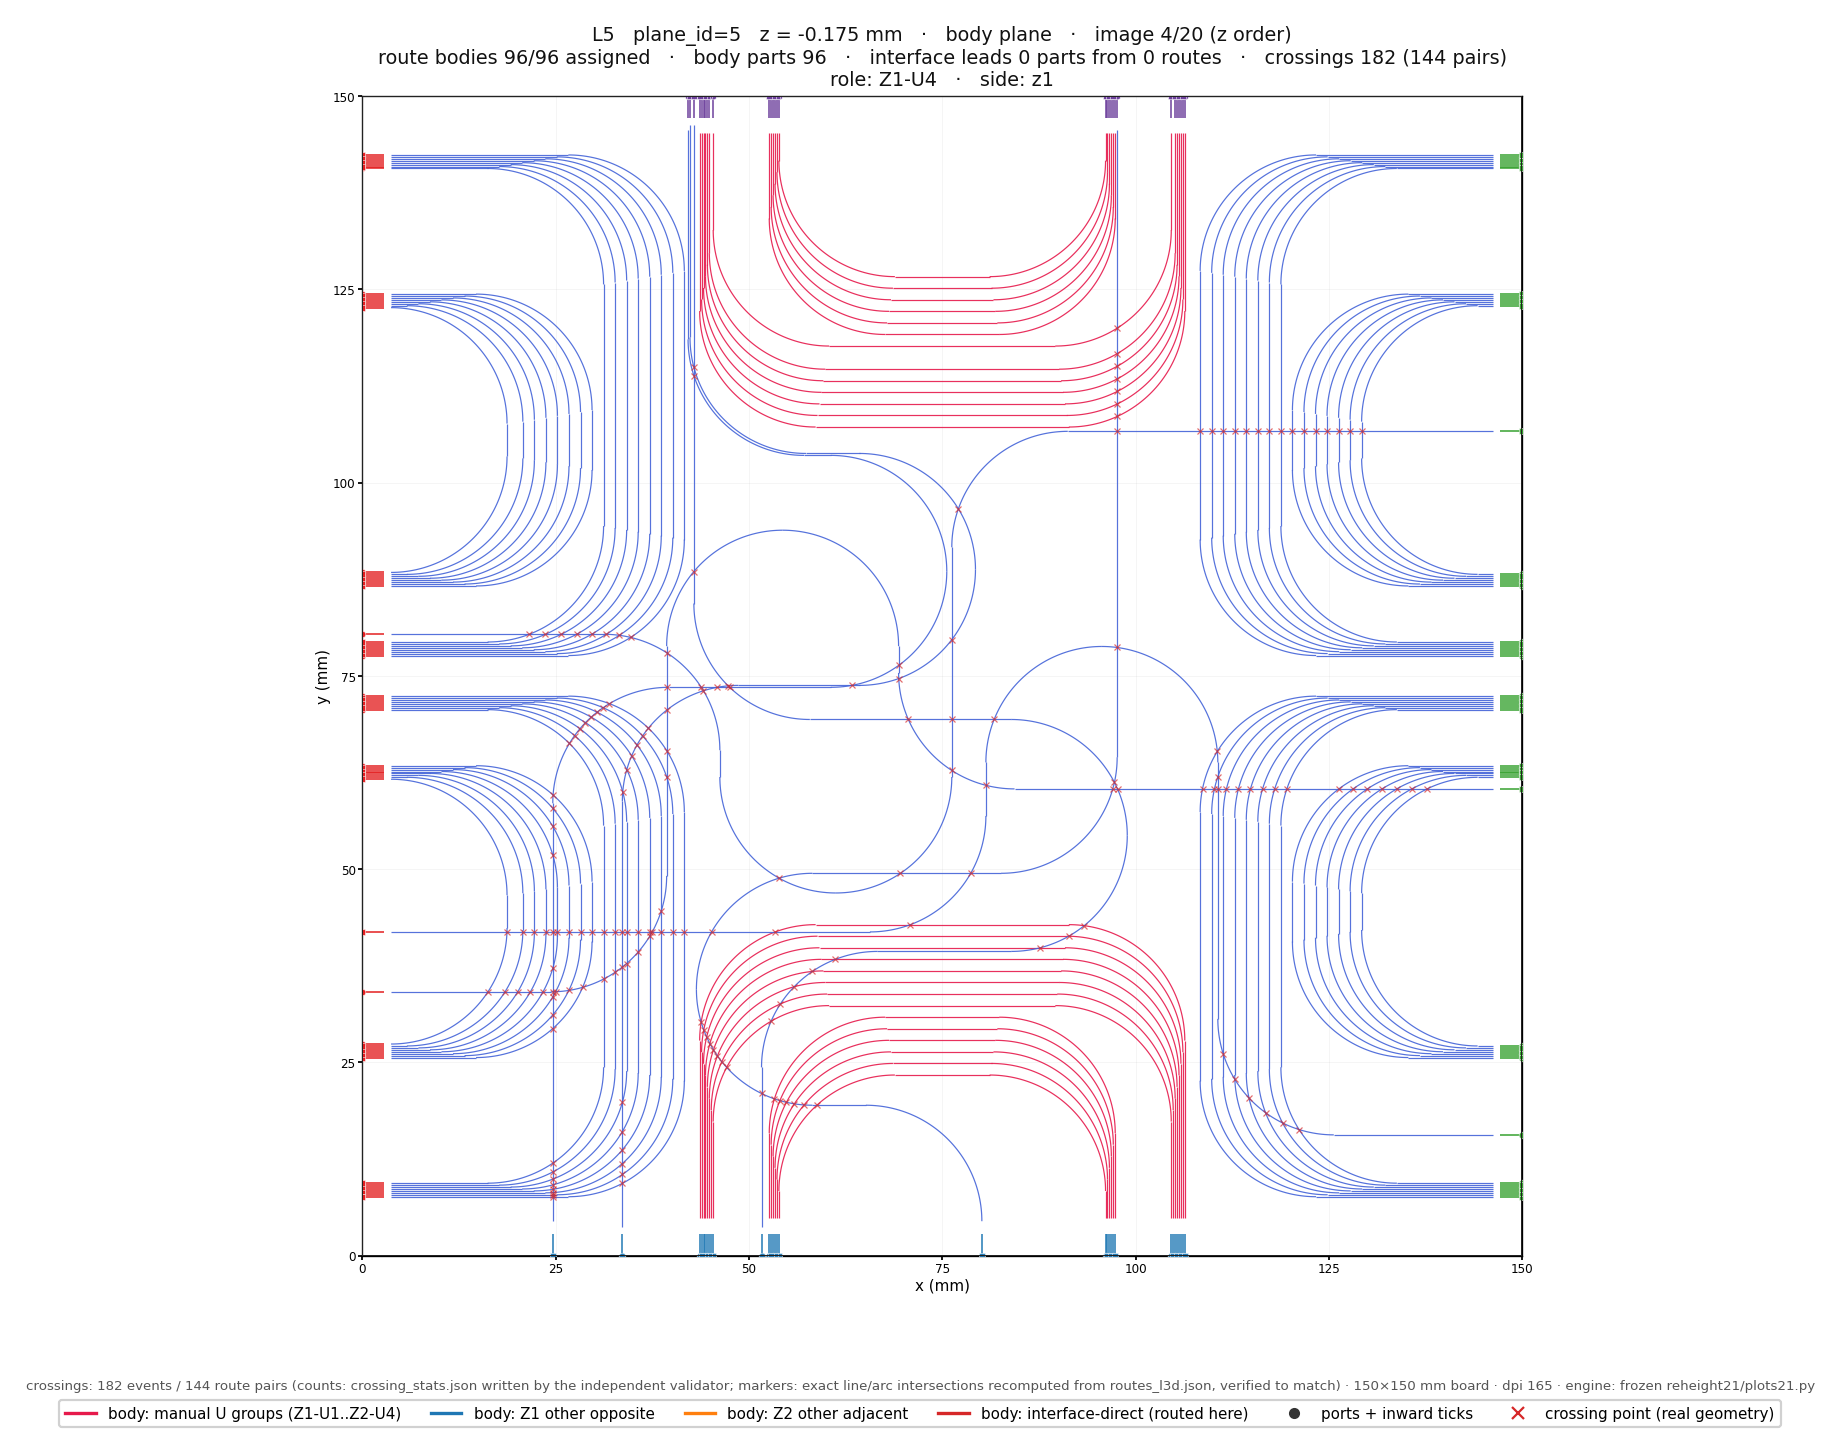 L5   plane_id=5   z = -0.175 mm   ·   body plane   ·   image 4/20 (z order)
route bodies 96/96 assigned   ·   body parts 96   ·   interface leads 0 parts from 0 routes   ·   crossings 182 (144 pairs)
role: Z1-U4   ·   side: z1
150
125
100
75
50
25
0
y (mm)
0 25 50 75 100 125 150
x (mm)
crossings: 182 events / 144 route pairs (counts: crossing_stats.json written by the independent validator; markers: exact line/arc intersections recomputed from routes_l3d.json, verified to match) · 150×150 mm board · dpi 165 · engine: frozen reheight21/plots21.py
body: manual U groups (Z1-U1..Z2-U4) body: Z1 other opposite body: Z2 other adjacent body: interface-direct (routed here) ports + inward ticks crossing point (real geometry)